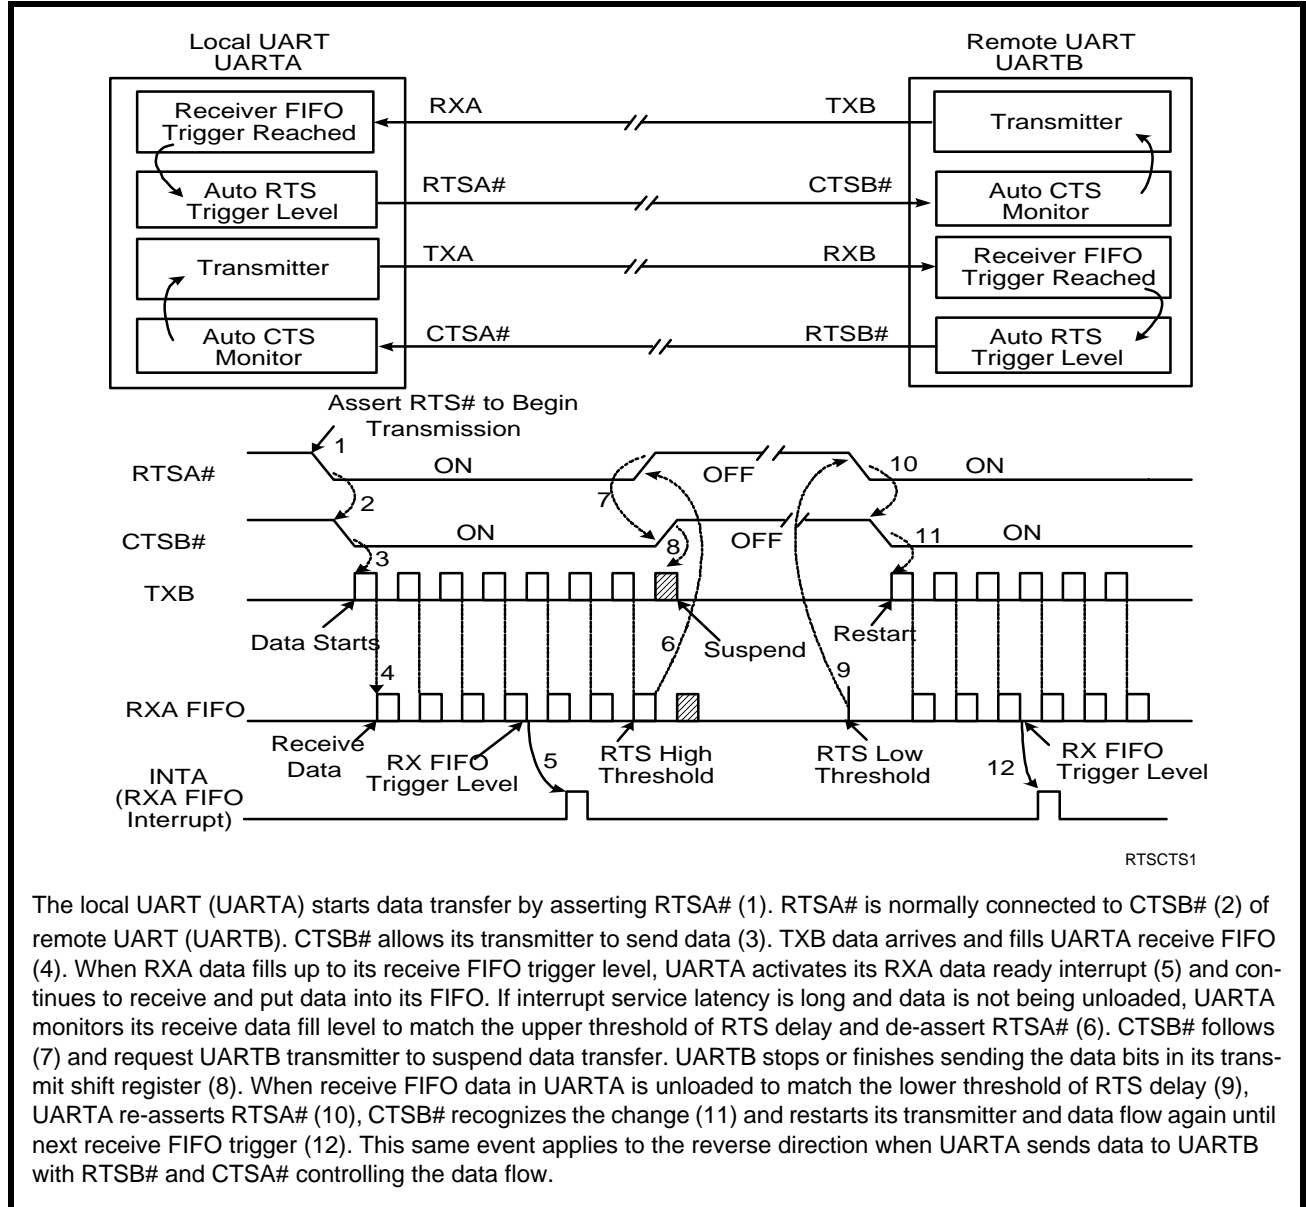 Local UART
UARTA
Remote UART
UARTB
Receiver FIFO
Trigger Reached
RXA
TXB
Transmitter
Auto RTS
Trigger Level
RTSA#
CTSB#
Auto CTS
Monitor
Transmitter
TXA
RXB
Receiver FIFO
Trigger Reached
Auto CTS
Monitor
CTSA#
RTSB#
Auto RTS
Trigger Level
Assert RTS# to Begin
Transmission
1
RTSA#
ON
OFF
10
ON
2
7
CTSB#
ON
8
OFF
11
ON
3
TXB
Data Starts
6
Suspend
Restart
4
9
RXA FIFO
Receive
Data
RX FIFO
Trigger Level
5
RTS High
Threshold
RTS Low
Threshold
12
RX FIFO
Trigger Level
INTA
(RXA FIFO
Interrupt)
RTSCTS1
The local UART (UARTA) starts data transfer by asserting RTSA# (1). RTSA# is normally connected to CTSB# (2) of
remote UART (UARTB). CTSB# allows its transmitter to send data (3). TXB data arrives and fills UARTA receive FIFO
(4). When RXA data fills up to its receive FIFO trigger level, UARTA activates its RXA data ready interrupt (5) and con-
tinues to receive and put data into its FIFO. If interrupt service latency is long and data is not being unloaded, UARTA
monitors its receive data fill level to match the upper threshold of RTS delay and de-assert RTSA# (6). CTSB# follows
(7) and request UARTB transmitter to suspend data transfer. UARTB stops or finishes sending the data bits in its trans-
mit shift register (8). When receive FIFO data in UARTA is unloaded to match the lower threshold of RTS delay (9),
UARTA re-asserts RTSA# (10), CTSB# recognizes the change (11) and restarts its transmitter and data flow again until
next receive FIFO trigger (12). This same event applies to the reverse direction when UARTA sends data to UARTB
with RTSB# and CTSA# controlling the data flow.